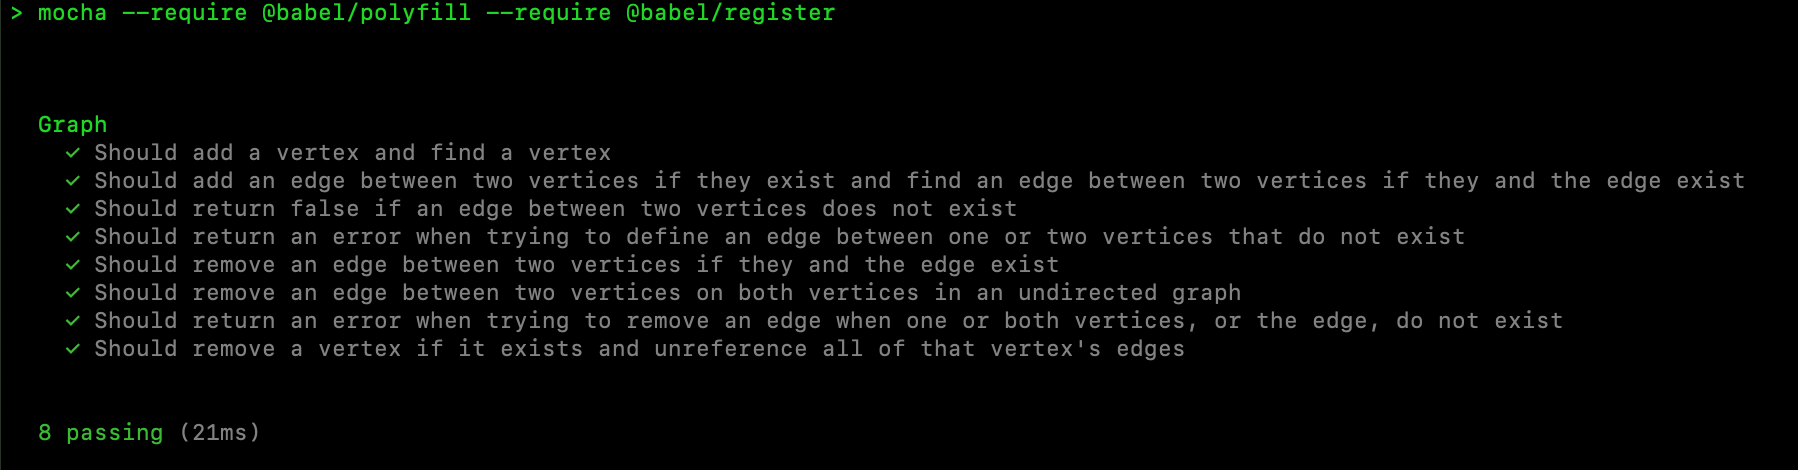 > mocha --require @babel/polyfill --require @babel/register
Graph
✓ Should add a vertex and find a vertex
✓ Should add an edge between two vertices if they exist and find an edge between two vertices if they and the edge exist
✓ Should return false if an edge between two vertices does not exist
✓ Should return an error when trying to define an edge between one or two vertices that do not exist
✓ Should remove an edge between two vertices if they and the edge exist
✓ Should remove an edge between two vertices on both vertices in an undirected graph
✓ Should return an error when trying to remove an edge when one or both vertices, or the edge, do not exist
✓ Should remove a vertex if it exists and unreference all of that vertex's edges
8 passing (21ms)